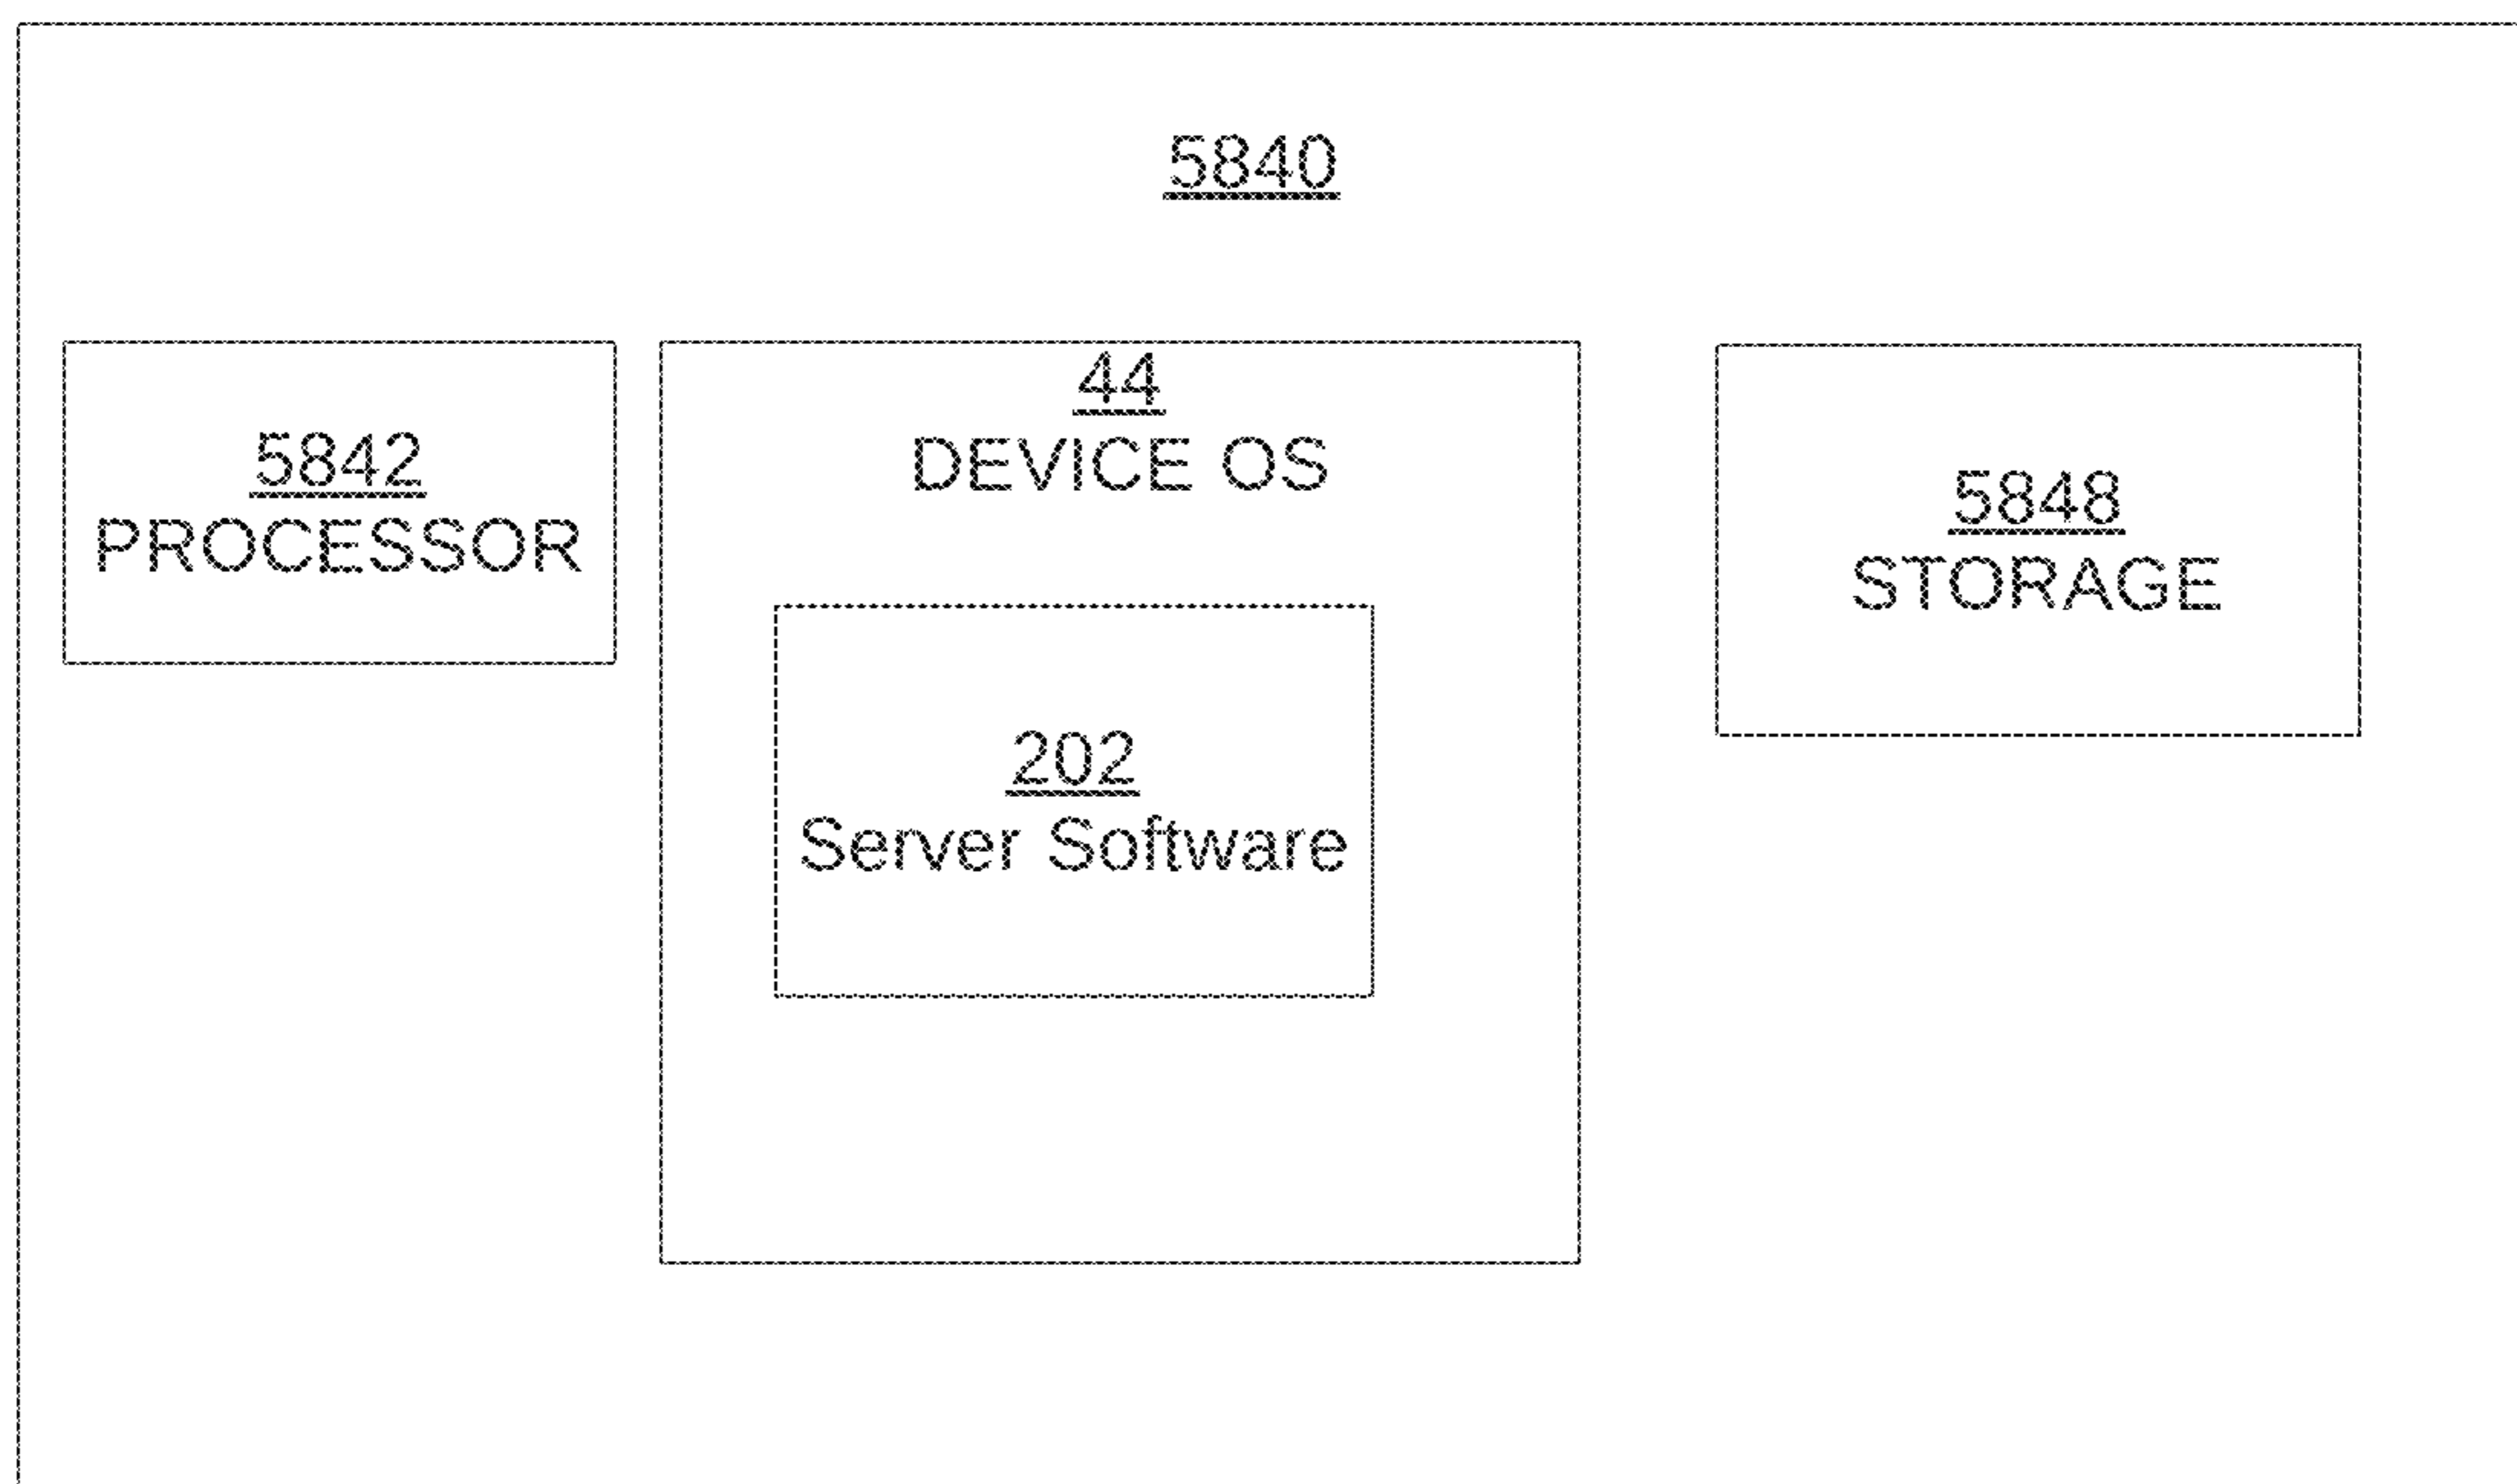 5840
5842
PROCESSOR
44
DEVICE OS
202
Server Software
5848
STORAGE